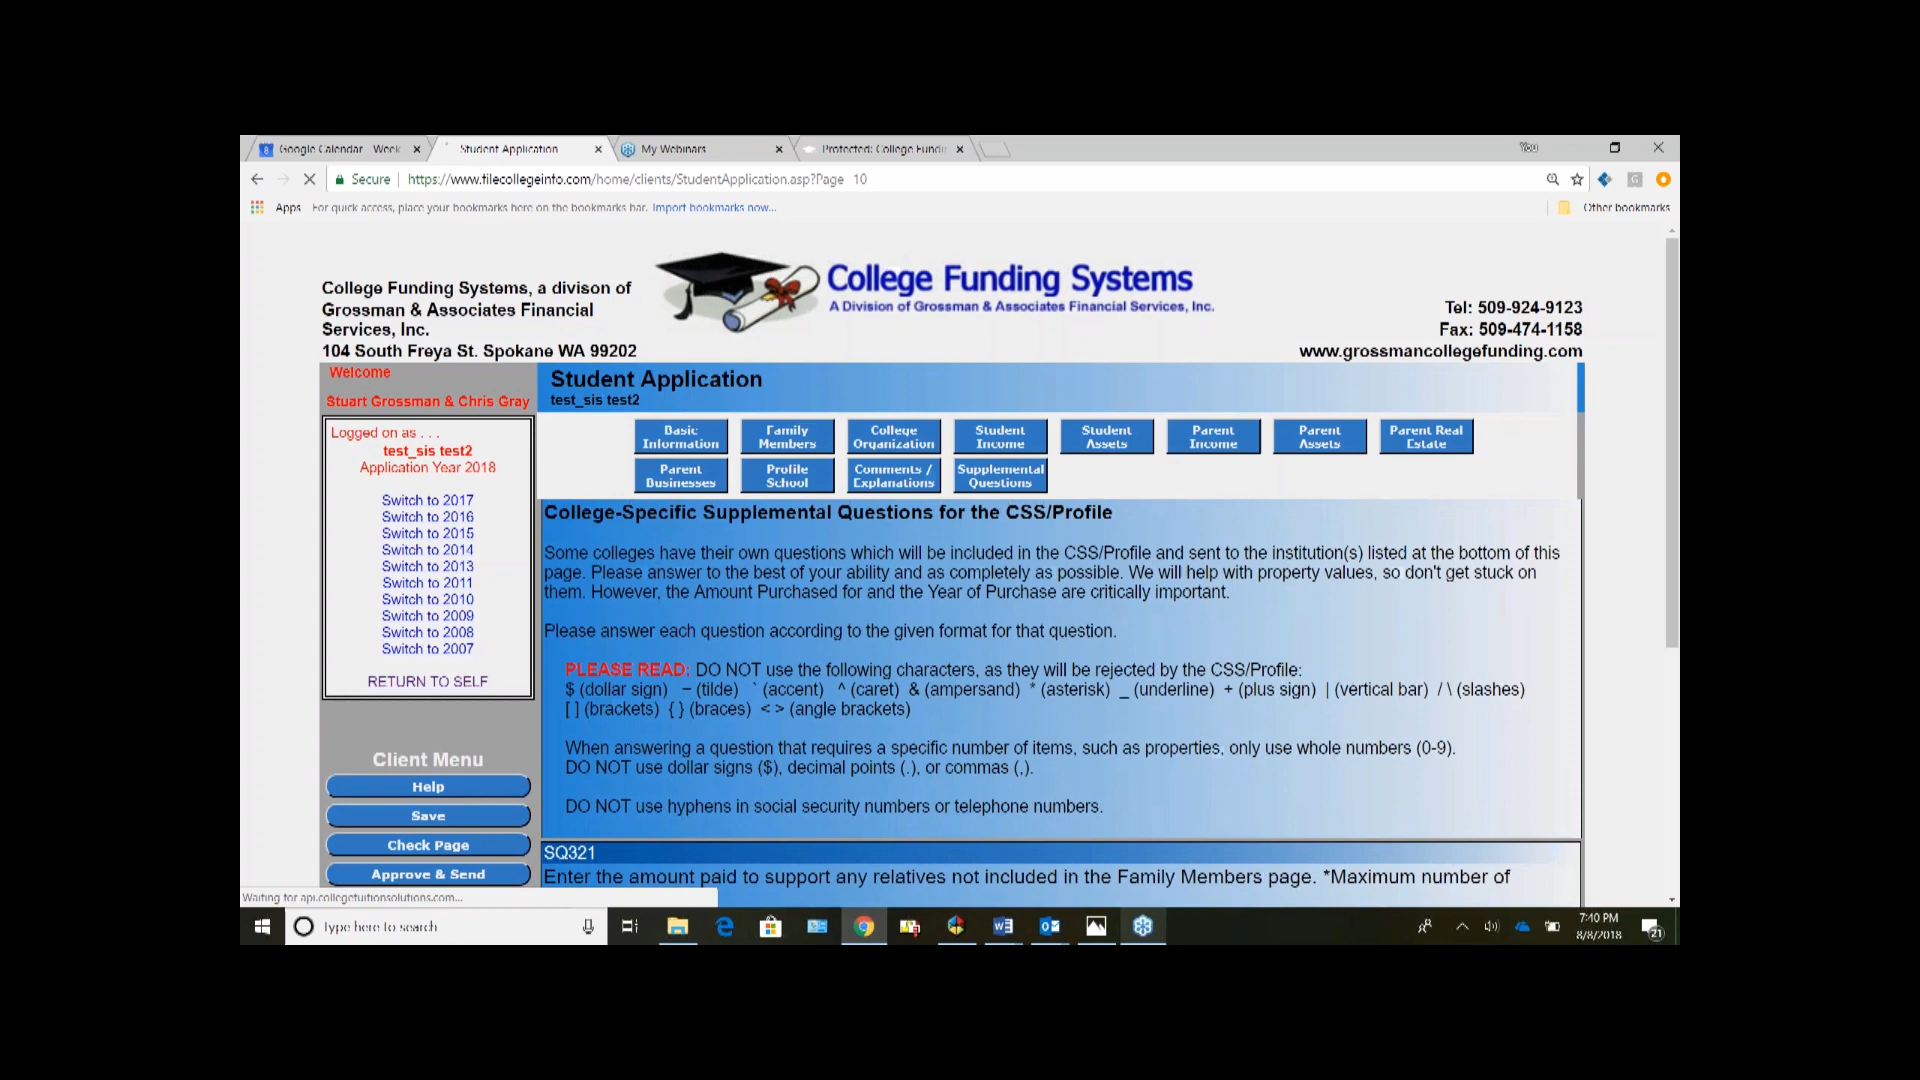 Google Calendar Week
Student Application
My Webinars
Protected: College Fundi
You
Secure
https://www.filecollegeinfo.com/home/clients/StudentApplication.asp?Page 10
Apps
For quick access, place your bookmarks here on the bookmarks bar. Import bookmarks now...
Other bookmarks
College Funding Systems, a divison of
Grossman & Associates Financial
Services, Inc.
104 South Freya St. Spokane WA 99202
College Funding Systems
A Division of Grossman & Associates Financial Services, Inc.
Tel: 509-924-9123
Fax: 509-474-1158
www.grossmancollegefunding.com
Welcome
Stuart Grossman & Chris Gray
Logged on as . . .
test_sis test2
Application Year 2018
Switch to 2017
Switch to 2016
Switch to 2015
Switch to 2014
Switch to 2013
Switch to 2011
Switch to 2010
Switch to 2009
Switch to 2008
Switch to 2007
RETURN TO SELF
Client Menu
Help
Save
Check Page
Approve & Send
Student Application
test_sis test2
Basic Information
Family Members
College Organization
Student Income
Student Assets
Parent Income
Parent Assets
Parent Real Estate
Parent Businesses
Profile School
Comments / Explanations
Supplemental Questions
College-Specific Supplemental Questions for the CSS/Profile
Some colleges have their own questions which will be included in the CSS/Profile and sent to the institution(s) listed at the bottom of this
page. Please answer to the best of your ability and as completely as possible. We will help with property values, so don't get stuck on
them. However, the Amount Purchased for and the Year of Purchase are critically important.
Please answer each question according to the given format for that question.
PLEASE READ: DO NOT use the following characters, as they will be rejected by the CSS/Profile:
$ (dollar sign) ~ (tilde) ` (accent) ^ (caret) & (ampersand) * (asterisk) _ (underline) + (plus sign) | (vertical bar) / \ (slashes)
[ ] (brackets) { } (braces) < > (angle brackets)
When answering a question that requires a specific number of items, such as properties, only use whole numbers (0-9).
DO NOT use dollar signs ($), decimal points (.), or commas (,).
DO NOT use hyphens in social security numbers or telephone numbers.
SQ321
Enter the amount paid to support any relatives not included in the Family Members page. *Maximum number of
Waiting for api.collegetuitionsolutions.com...
Type here to search
7:40 PM
8/8/2018
21